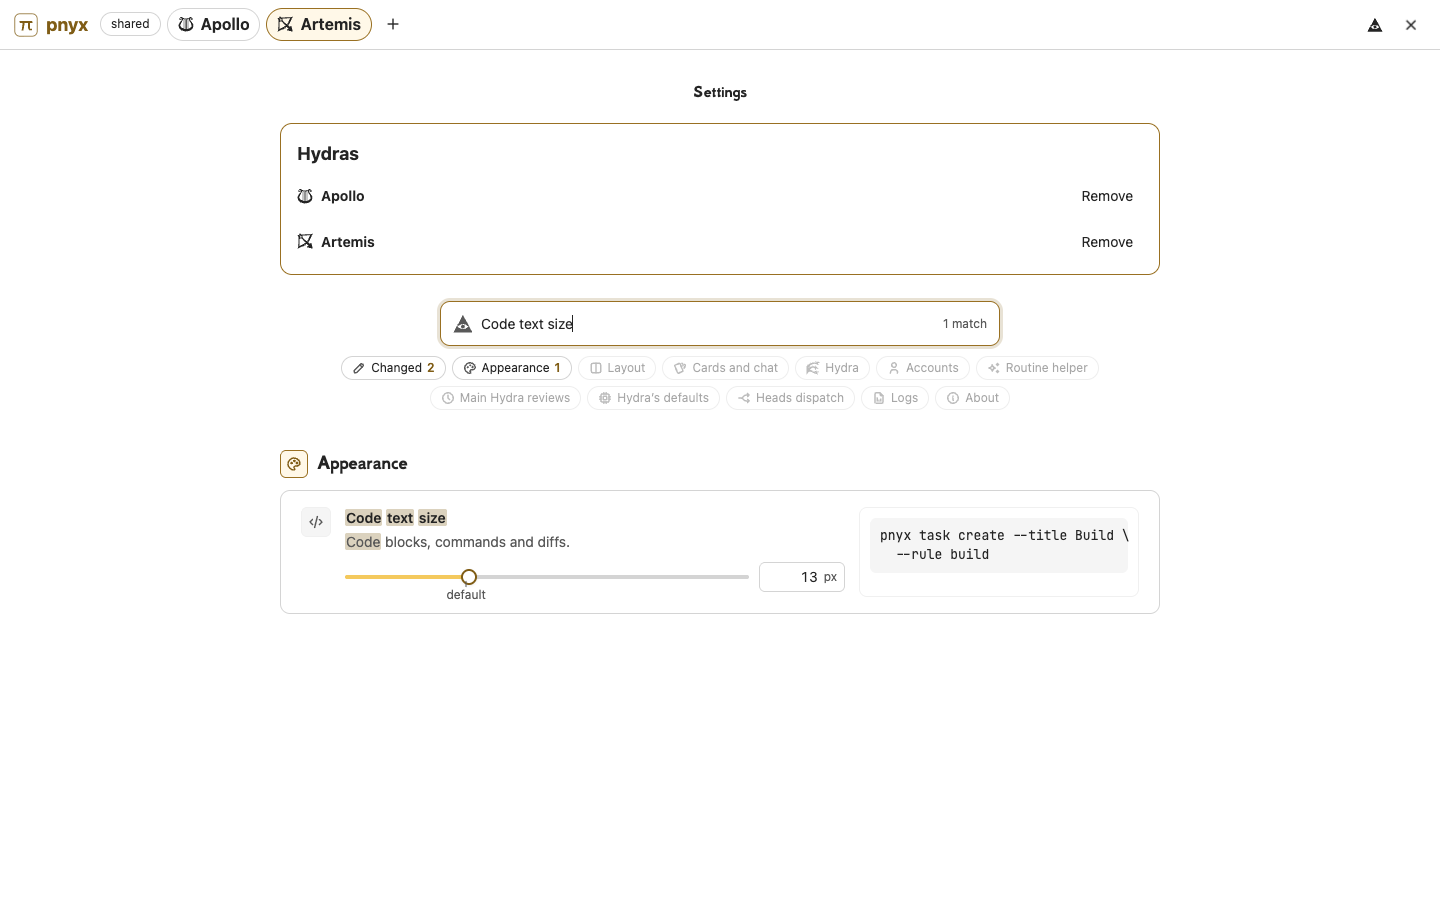 π pnyx shared Apollo Artemis +
Settings
Hydras
Apollo Remove
Artemis Remove
Code text size 1 match
Changed 2 Appearance 1 Layout Cards and chat Hydra Accounts Routine helper
Main Hydra reviews Hydra's defaults Heads dispatch Logs About
Appearance
</> Code text size
Code blocks, commands and diffs.
13 px
default
pnyx task create --title Build \
--rule build